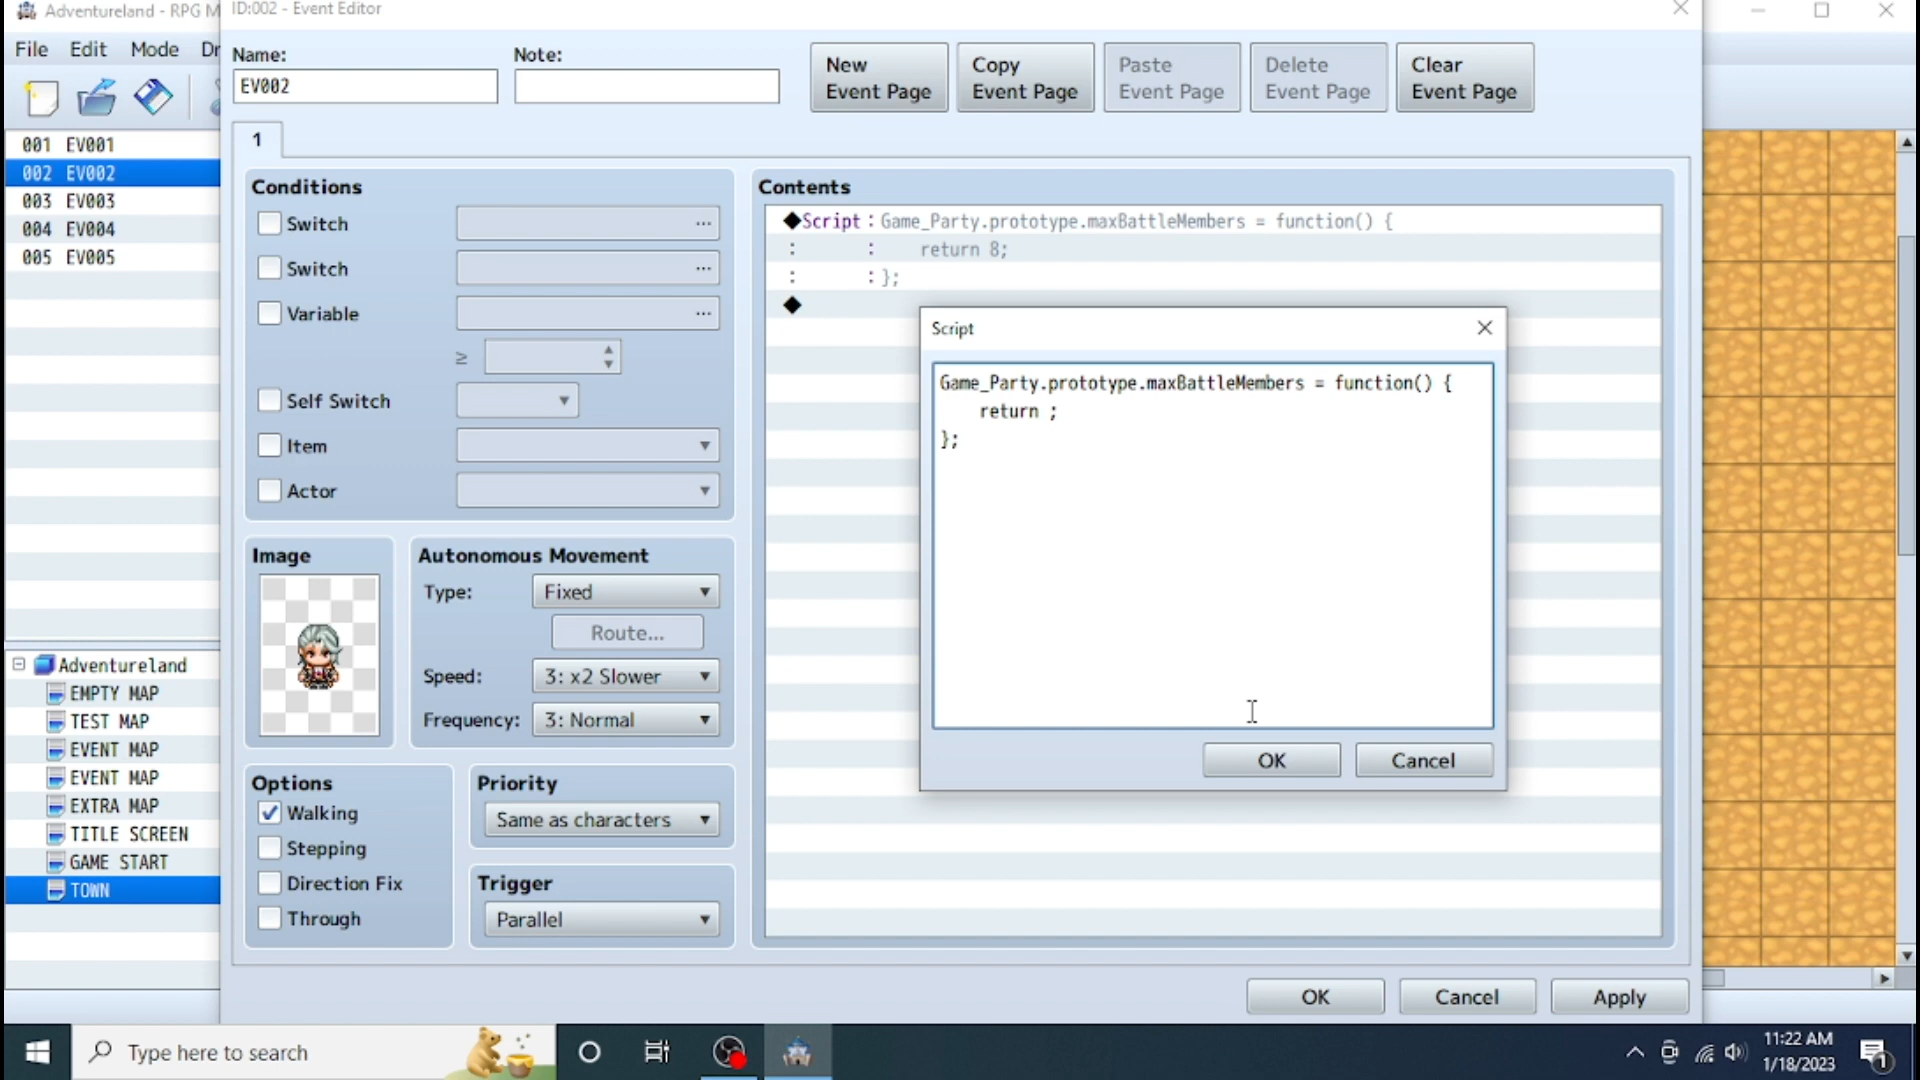 Adventureland - RPG M
ID:002 - Event Editor
File Edit Mode Dr
Name:
Note:
EV002
New
Event Page
Copy
Event Page
Paste
Event Page
Delete
Event Page
Clear
Event Page
001 EV001
002 EV002
003 EV003
004 EV004
005 EV005
1
Conditions
Switch ...
Switch ...
Variable ...
≥
Self Switch
Item
Actor
Image
Autonomous Movement
Type: Fixed
Route...
Speed: 3: x2 Slower
Frequency: 3: Normal
Options
Walking
Stepping
Direction Fix
Through
Priority
Same as characters
Trigger
Parallel
Contents
◆Script：Game_Party.prototype.maxBattleMembers = function() {
: : return 8;
: :};
◆
Script
Game_Party.prototype.maxBattleMembers = function() {
return ;
};
OK Cancel
Adventureland
EMPTY MAP
TEST MAP
EVENT MAP
EVENT MAP
EXTRA MAP
TITLE SCREEN
GAME START
TOWN
OK Cancel Apply
Type here to search
11:22 AM
1/18/2023
1